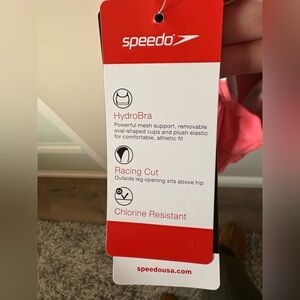 speedo
HydroBra
Powerful mesh support, removable
oval-shaped cups and plush elastic
for comfortable, athletic fit
Racing Cut
Outside leg opening sits above hip
Chlorine Resistant
speedousa.com